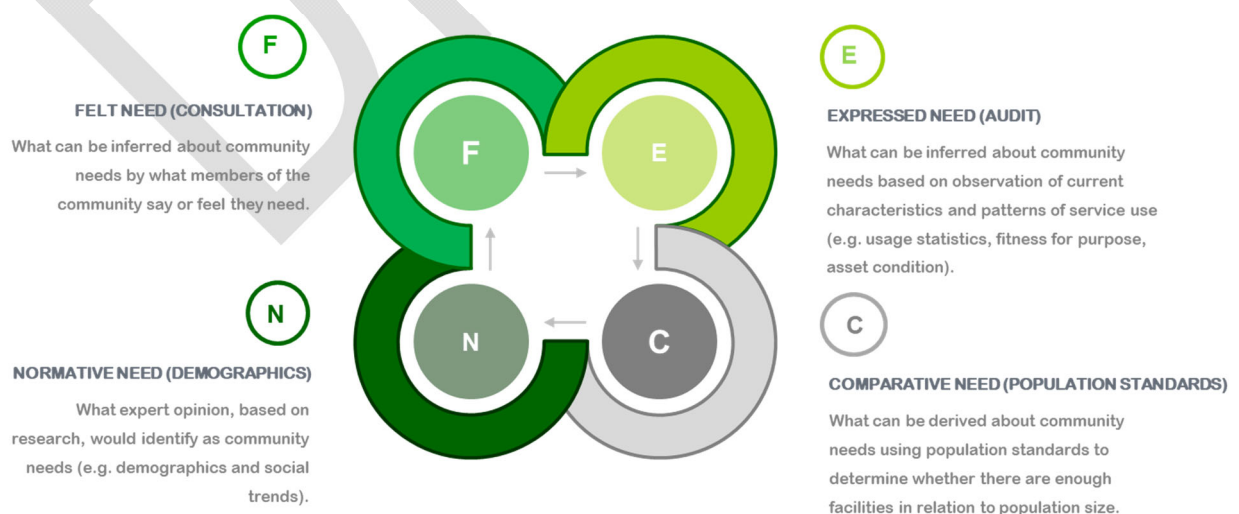 F
FELT NEED (CONSULTATION)
What can be inferred about community
needs by what members of the
community say or feel they need.
N
NORMATIVE NEED (DEMOGRAPHICS)
What expert opinion, based on
research, would identify as community
needs (e.g. demographics and social
trends).
F
E
N
C
E
EXPRESSED NEED (AUDIT)
What can be inferred about community
needs based on observation of current
characteristics and patterns of service use
(e.g. usage statistics, fitness for purpose,
asset condition).
C
COMPARATIVE NEED (POPULATION STANDARDS)
What can be derived about community
needs using population standards to
determine whether there are enough
facilities in relation to population size.